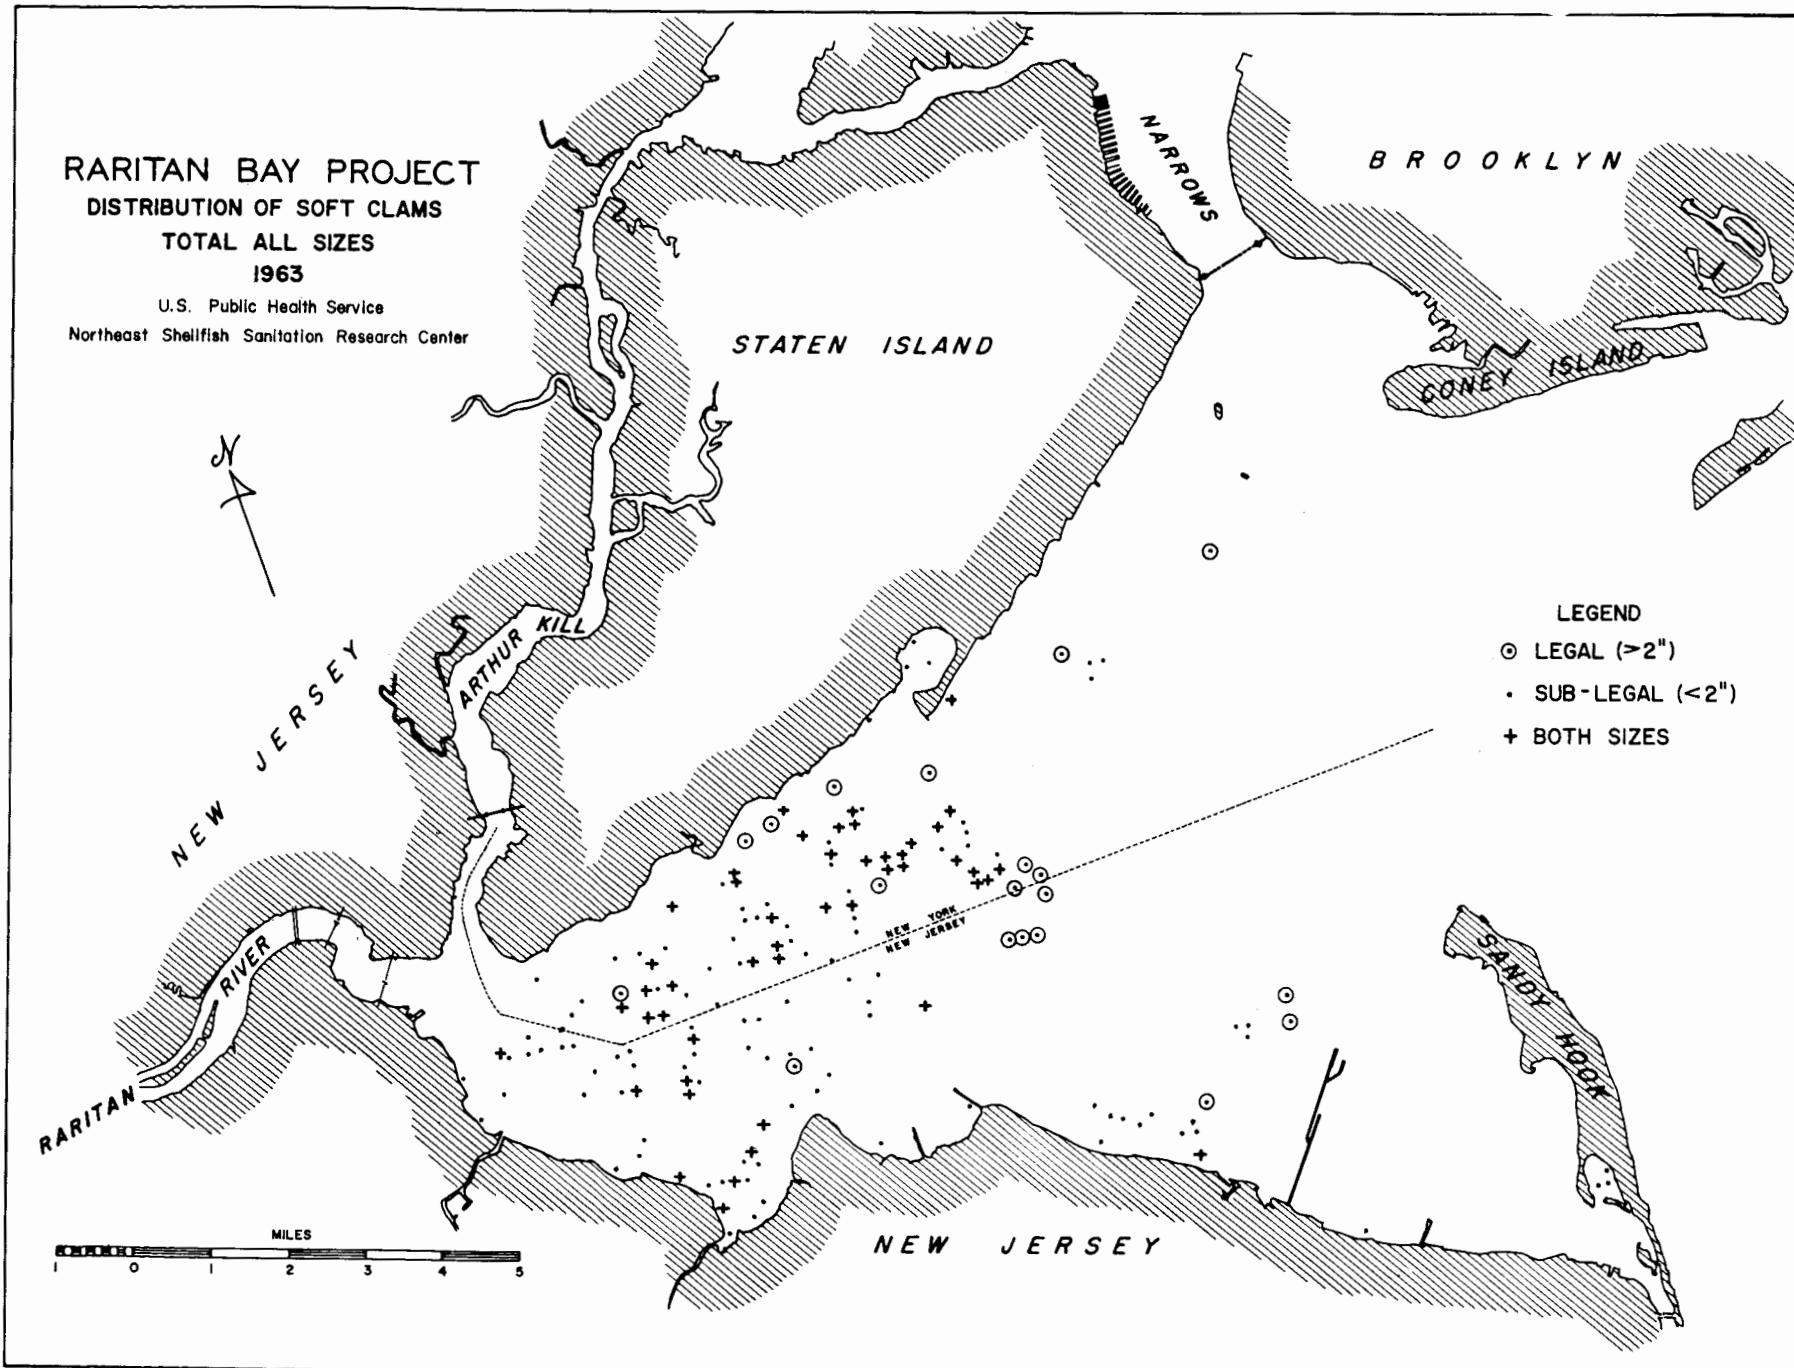 RARITAN BAY PROJECT
DISTRIBUTION OF SOFT CLAMS
TOTAL ALL SIZES
1963
U.S. Public Health Service
Northeast Shellfish Sanitation Research Center
N
NARROWS
BROOKLYN
STATEN ISLAND
CONEY ISLAND
ARTHUR KILL
NEW JERSEY
LEGEND
LEGAL (>2")
SUB-LEGAL (<2")
+ BOTH SIZES
NEW YORK
NEW JERSEY
RARITAN RIVER
SANDY HOOK
NEW JERSEY
MILES
1 0 1 2 3 4 5